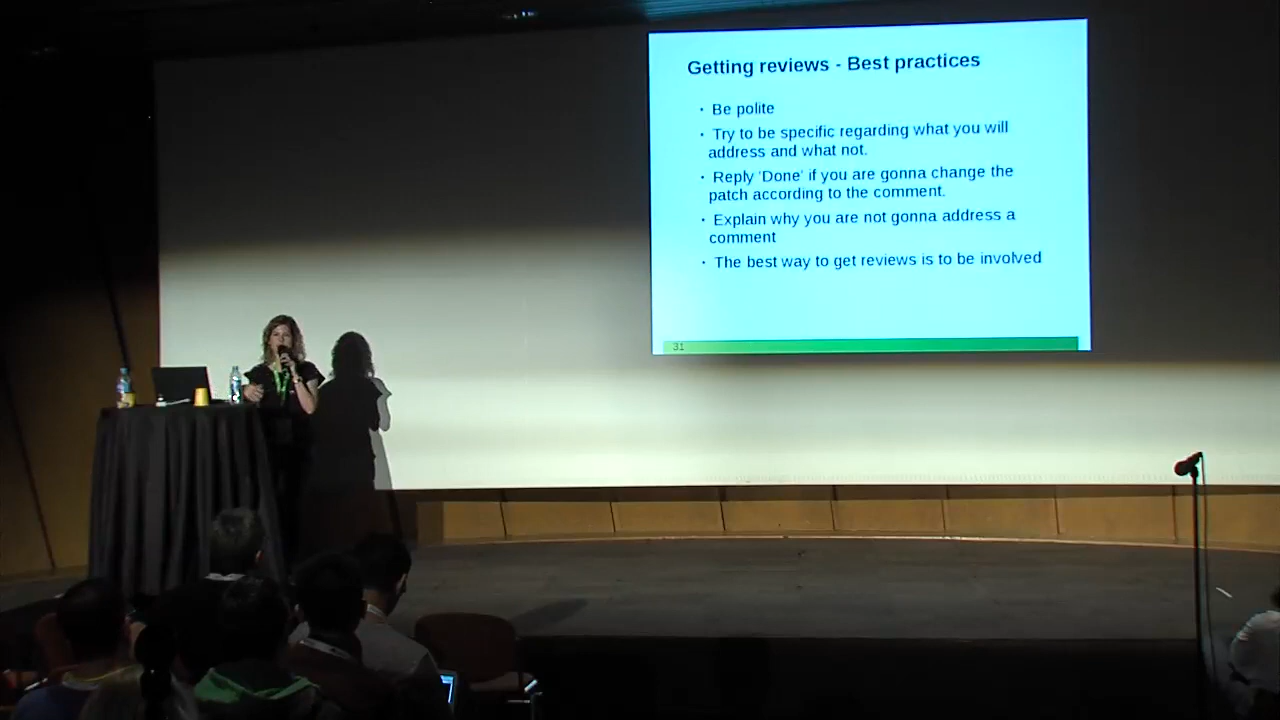 Getting reviews - Best practices
• Be polite
• Try to be specific regarding what you will
address and what not.
• Reply 'Done' if you are gonna change the
patch according to the comment.
• Explain why you are not gonna address a
comment
• The best way to get reviews is to be involved
31